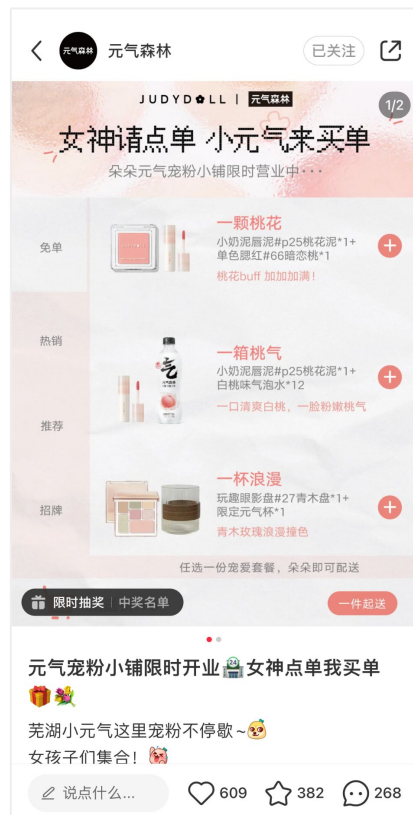 元气森林
元气森林
已关注
JUDYDOLL | 元气森林
1/2
女神请点单 小元气来买单
朵朵元气宠粉小铺限时营业中···
免单
热销
推荐
招牌
一颗桃花
小奶泥唇泥#p25桃花泥*1+
单色腮红#66暗恋桃*1
桃花buff 加加加满！
一箱桃气
小奶泥唇泥#p25桃花泥*1+
白桃味气泡水*12
一口清爽白桃，一脸粉嫩桃气
一杯浪漫
玩趣眼影盘#27青木盘*1+
限定元气杯*1
青木玫瑰浪漫撞色
任选一份宠爱套餐，朵朵即可配送
限时抽奖 | 中奖名单
一件起送
元气宠粉小铺限时开业🏪女神点单我买单
🎁💐
芜湖小元气这里宠粉不停歇~
女孩子们集合！
说点什么...
609
382
268